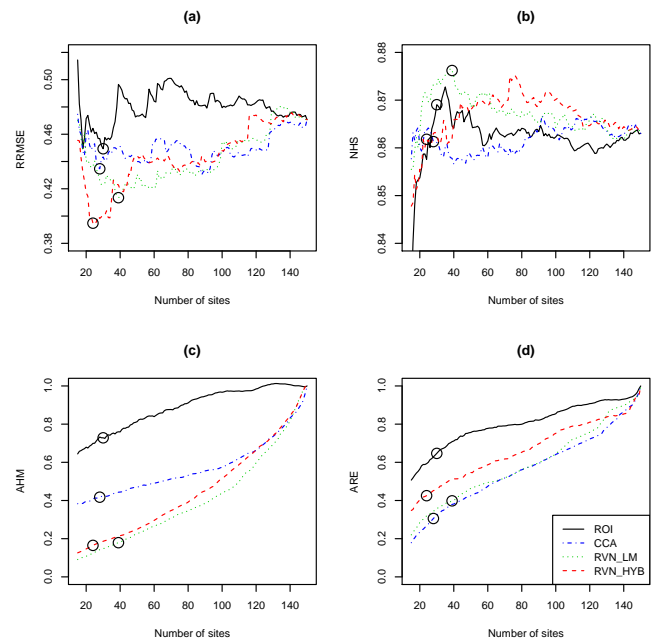 (a)
RRMSE
0.38 0.42 0.46 0.50
20 40 60 80 100 120 140
Number of sites
(b)
NHS
0.84 0.85 0.86 0.87 0.88
20 40 60 80 100 120 140
Number of sites
(c)
AHM
0.0 0.2 0.4 0.6 0.8 1.0
20 40 60 80 100 120 140
Number of sites
(d)
ARE
0.0 0.2 0.4 0.6 0.8 1.0
20 40 60 80 100 120 140
Number of sites
ROI
CCA
RVN_LM
RVN_HYB